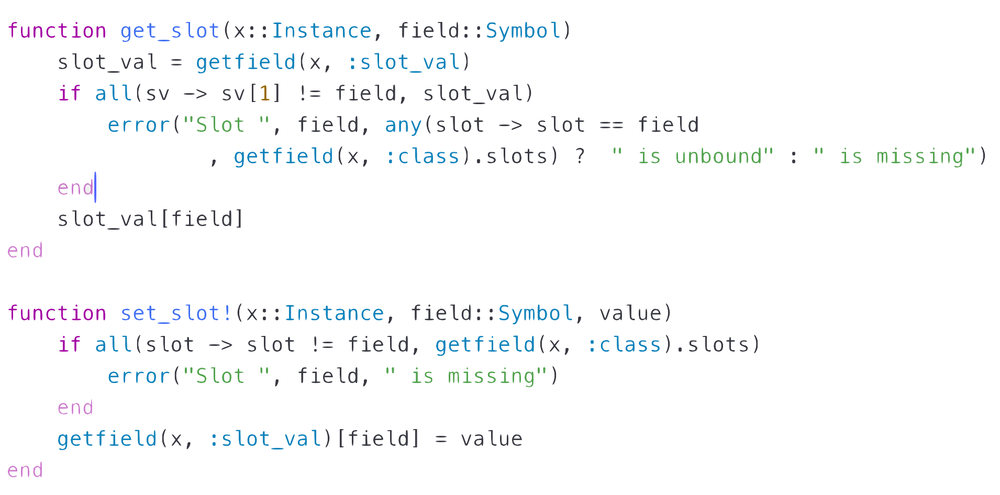 function get_slot(x::Instance, field::Symbol)
    slot_val = getfield(x, :slot_val)
    if all(sv -> sv[1] != field, slot_val)
        error("Slot ", field, any(slot -> slot == field
                , getfield(x, :class).slots) ?  " is unbound" : " is missing")
    end
    slot_val[field]
end

function set_slot!(x::Instance, field::Symbol, value)
    if all(slot -> slot != field, getfield(x, :class).slots)
        error("Slot ", field, " is missing")
    end
    getfield(x, :slot_val)[field] = value
end